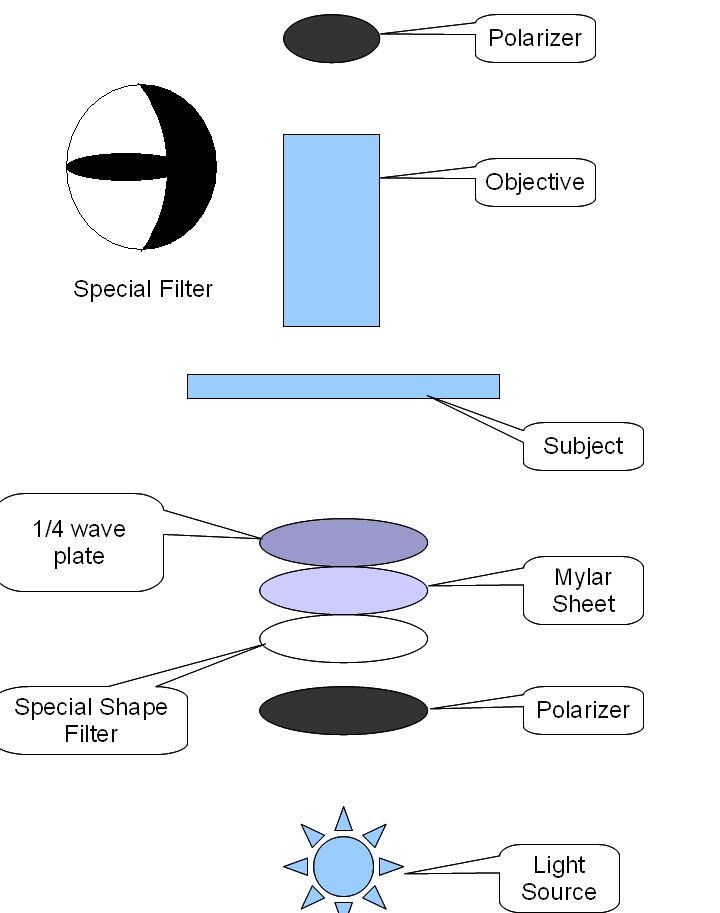 Polarizer
Objective
Special Filter
Subject
1/4 wave
plate
Mylar
Sheet
Special Shape
Filter
Polarizer
Light
Source